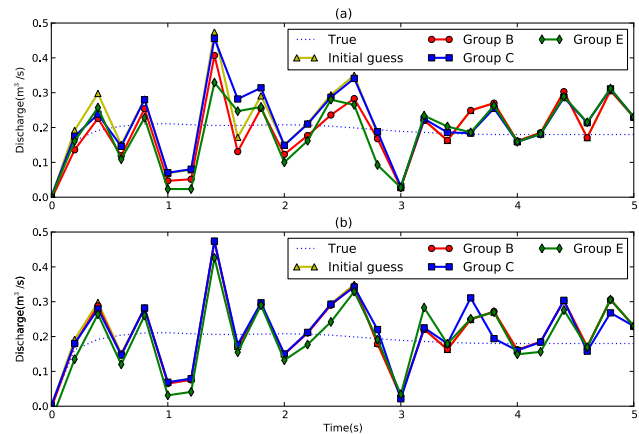 (a)
0.5
0.4
0.3
0.2
0.1
0.0
Discharge(m³/s)
True
Initial guess
Group B
Group C
Group E
0 1 2 3 4 5
(b)
0.5
0.4
0.3
0.2
0.1
0.0
Discharge(m³/s)
True
Initial guess
Group B
Group C
Group E
0 1 2 3 4 5
Time(s)